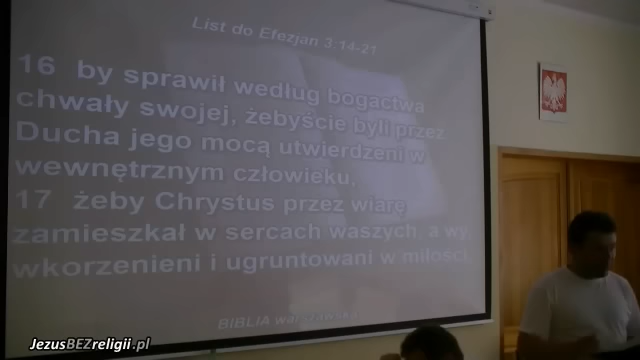 List do Efezjan 3:14-21
16 by sprawił według bogactwa
chwały swojej, żebyście byli przez
Ducha jego mocą utwierdzeni w
wewnętrznym człowieku,
17 żeby Chrystus przez wiarę
zamieszkał w sercach waszych, a wy
wkorzenieni i ugruntowani w miłości
BIBLIA warszawska
JezusBEZreligii.pl